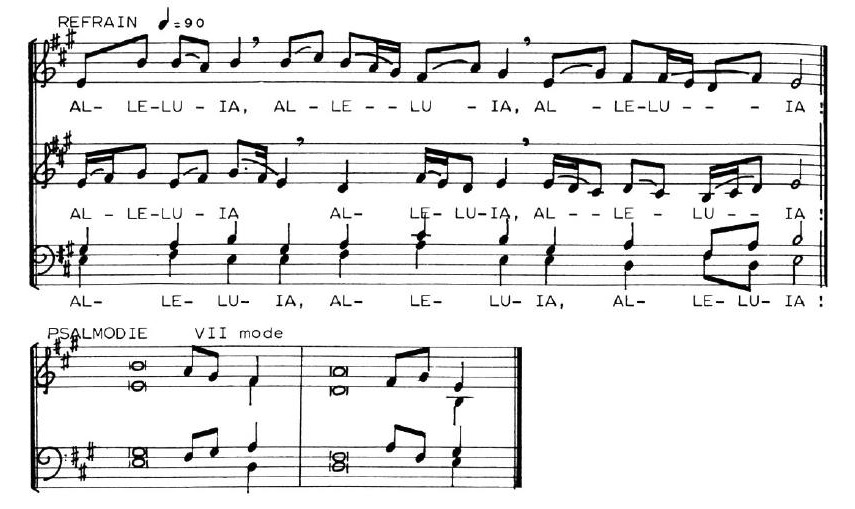 REFRAIN ♩=90
AL- LE-LU - IA, AL - LE - - LU - IA, AL - LE-LU - - - IA !
AL - LE-LU - IA AL- LE- LU-IA, AL - - LE - LU - - IA !
AL- LE- LU- IA, AL- LE- LU- IA, AL- LE- LU- IA !
PSALMODIE VII mode